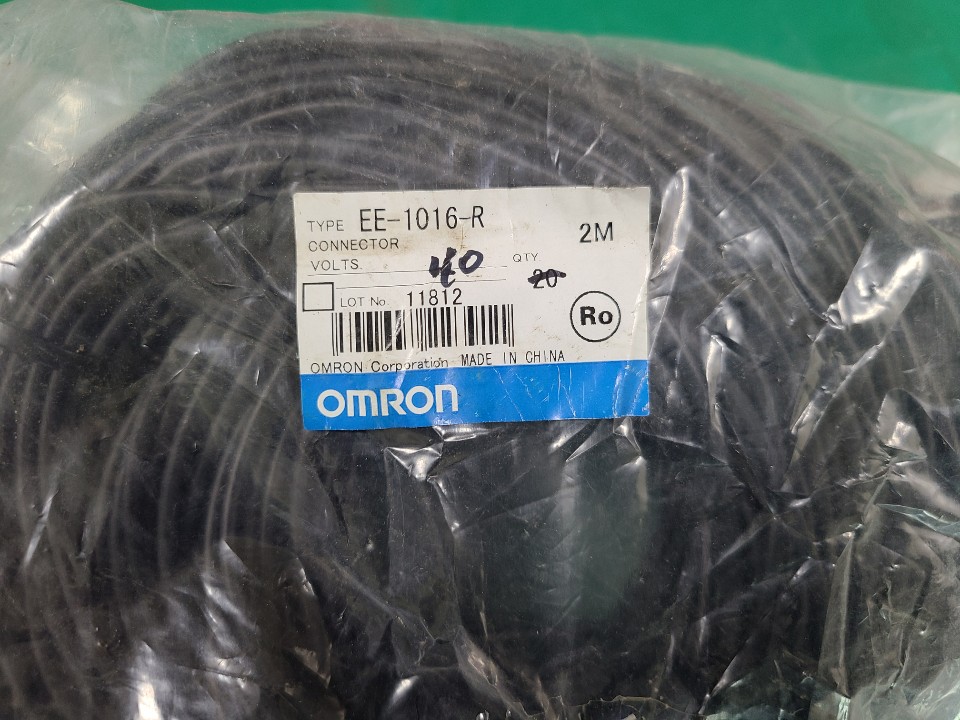 TYPE EE-1016-R
CONNECTOR 2M
VOLTS QTY
40 20
LOT No. 11812
Ro
OMRON Corporation MADE IN CHINA
OMRON